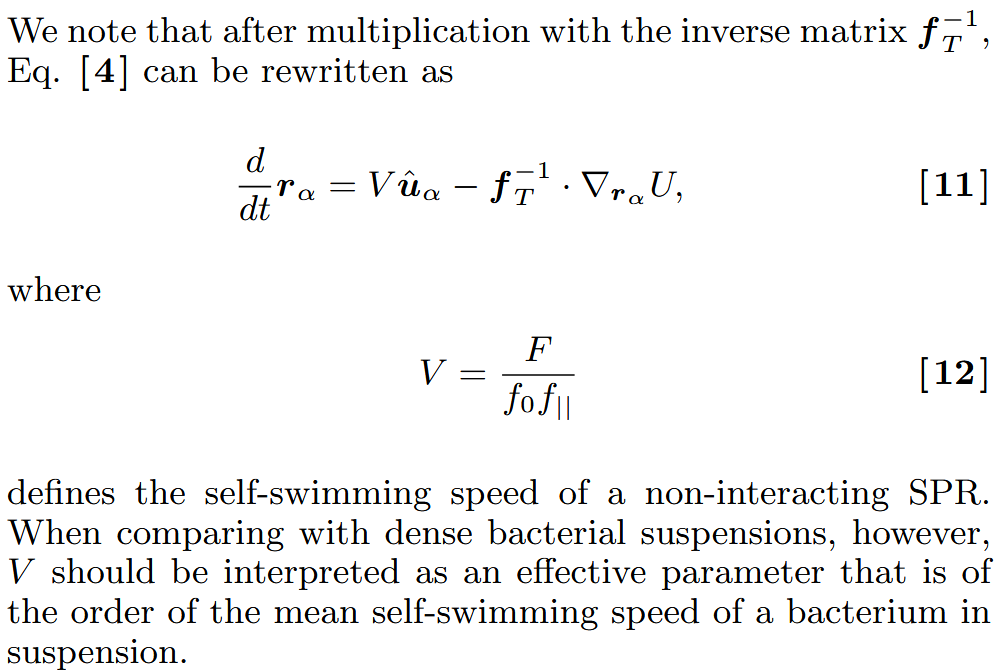 We note that after multiplication with the inverse matrix $\boldsymbol{f}_T^{-1}$,
Eq. [**4**] can be rewritten as
$$\frac{d}{dt}\boldsymbol{r}_\alpha = V\hat{\boldsymbol{u}}_\alpha - \boldsymbol{f}_T^{-1} \cdot \nabla_{\boldsymbol{r}_\alpha} U, \qquad [\mathbf{11}]$$
where
$$V = \frac{F}{f_0 f_{||}} \qquad [\mathbf{12}]$$
defines the self-swimming speed of a non-interacting SPR.
When comparing with dense bacterial suspensions, however,
$V$ should be interpreted as an effective parameter that is of
the order of the mean self-swimming speed of a bacterium in
suspension.